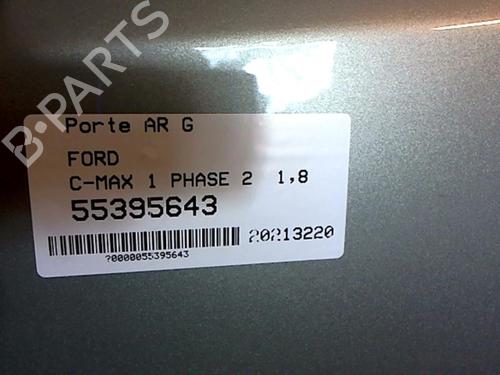 B-PARTS
Porte AR G
FORD
C-MAX 1 PHASE 2 1,8
55395643
20213220
?0000055395643